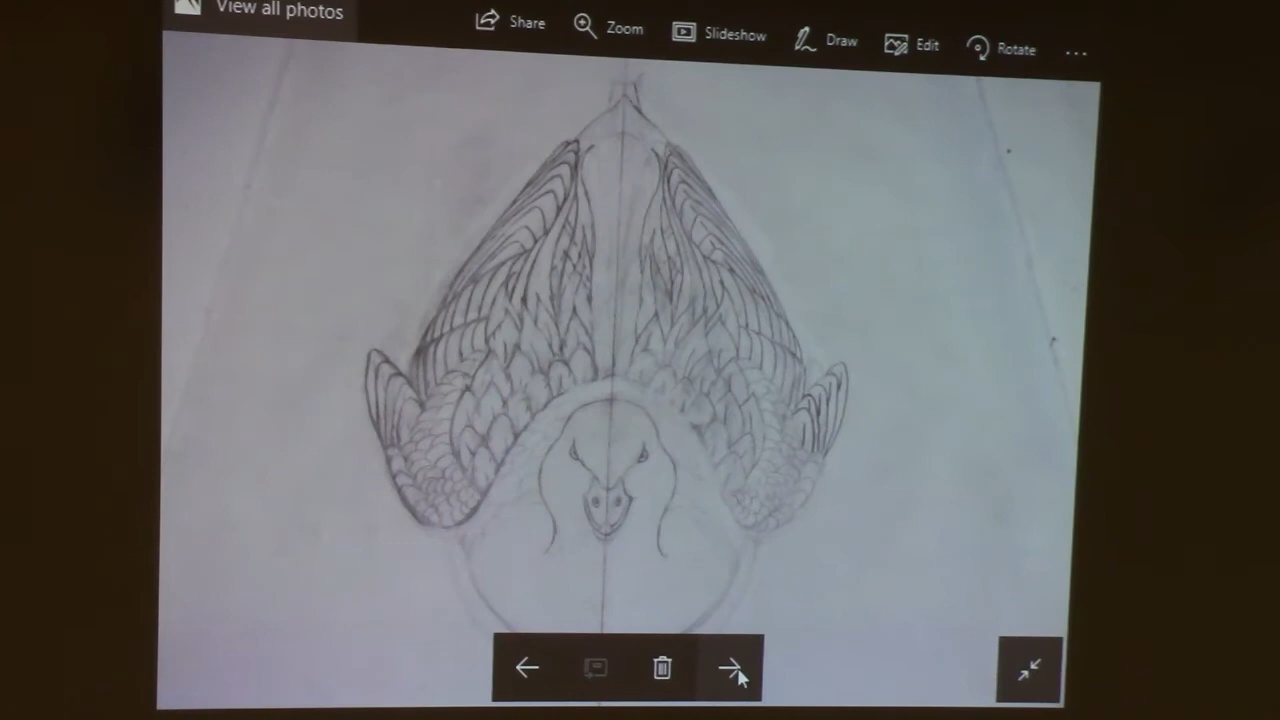 View all photos
Share
Zoom
Slideshow
Draw
Edit
Rotate